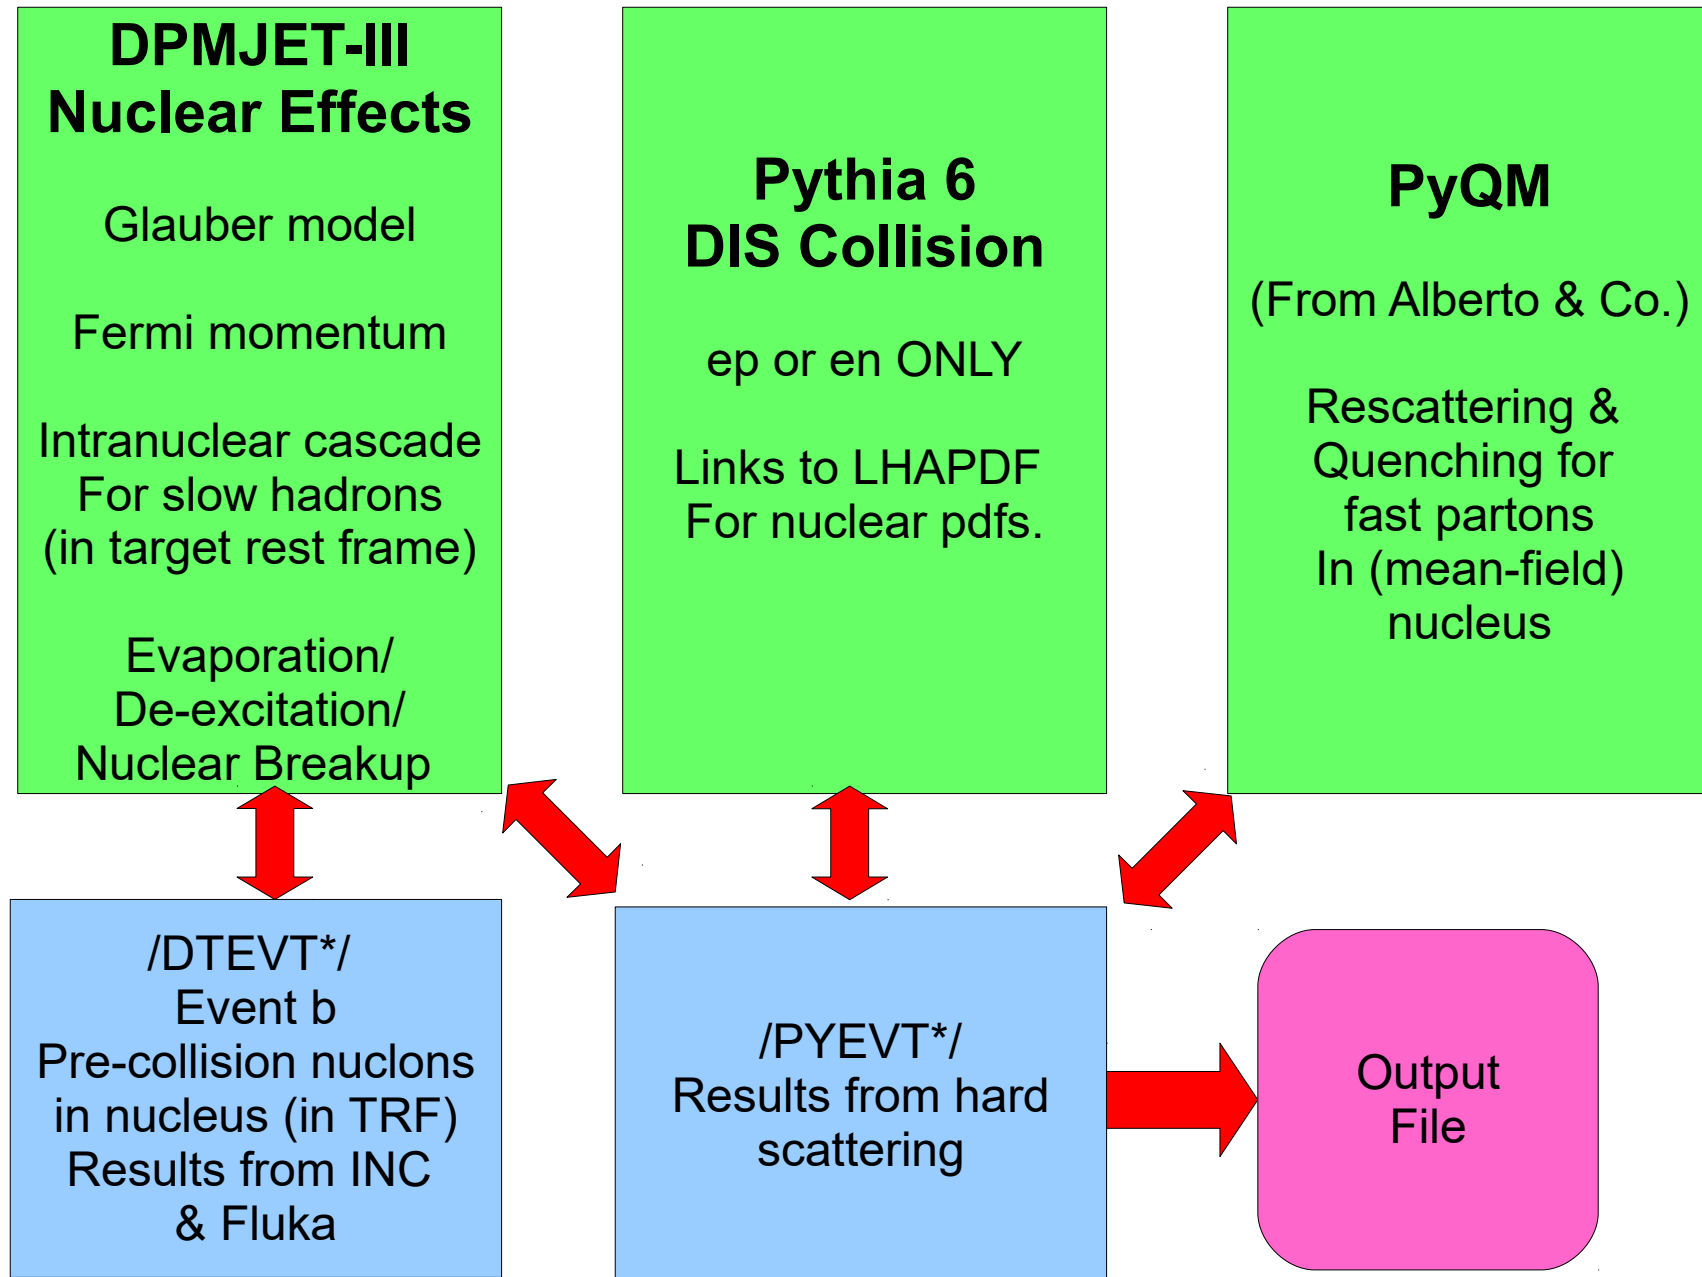 DPMJET-III
Nuclear Effects
Glauber model
Fermi momentum
Intranuclear cascade
For slow hadrons
(in target rest frame)
Evaporation/
De-excitation/
Nuclear Breakup
Pythia 6
DIS Collision
ep or en ONLY
Links to LHAPDF
For nuclear pdfs.
PyQM
(From Alberto & Co.)
Rescattering &
Quenching for
fast partons
In (mean-field)
nucleus
/DTEVT*/
Event b
Pre-collision nuclons
in nucleus (in TRF)
Results from INC
& Fluka
/PYEVT*/
Results from hard
scattering
Output
File